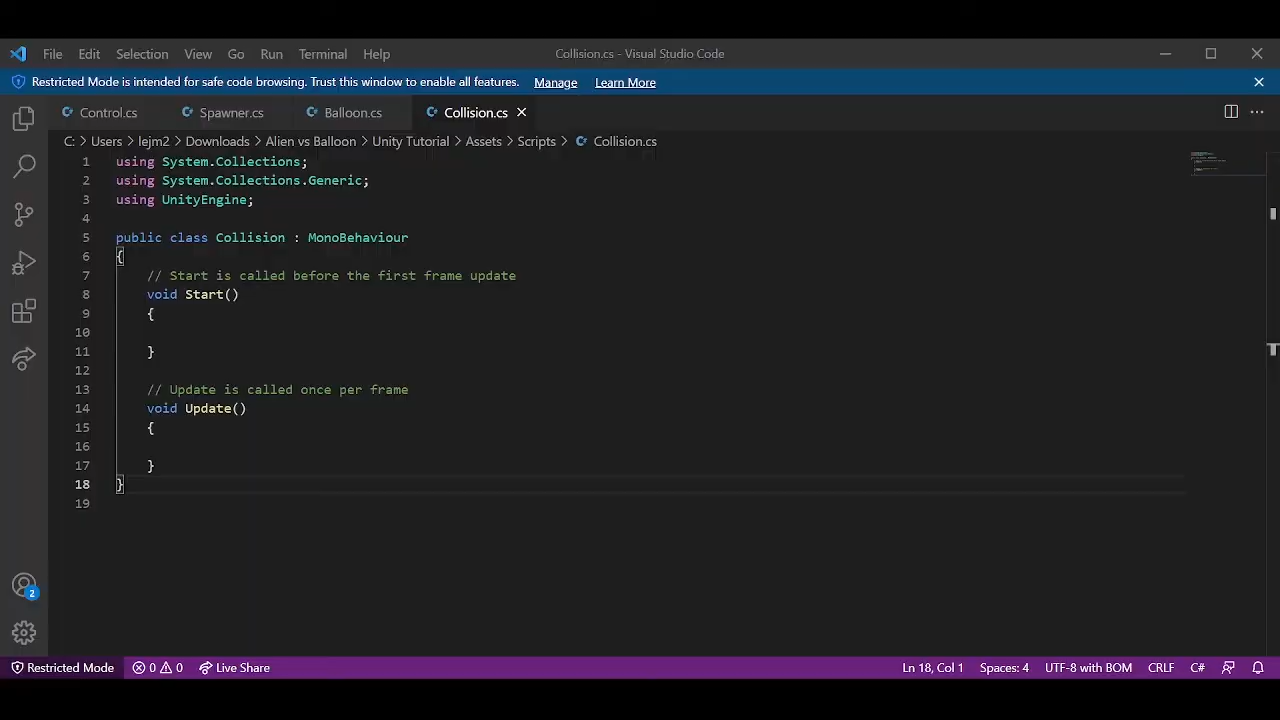 File Edit Selection View Go Run Terminal Help Collision.cs - Visual Studio Code
Restricted Mode is intended for safe code browsing. Trust this window to enable all features. Manage Learn More
Control.cs Spawner.cs Balloon.cs Collision.cs
C: > Users > lejm2 > Downloads > Alien vs Balloon > Unity Tutorial > Assets > Scripts > Collision.cs
1 using System.Collections;
2 using System.Collections.Generic;
3 using UnityEngine;
4
5 public class Collision : MonoBehaviour
6 {
7 // Start is called before the first frame update
8 void Start()
9 {
10
11 }
12
13 // Update is called once per frame
14 void Update()
15 {
16
17 }
18 }
19
2
Restricted Mode 0 0 Live Share Ln 18, Col 1 Spaces: 4 UTF-8 with BOM CRLF C#